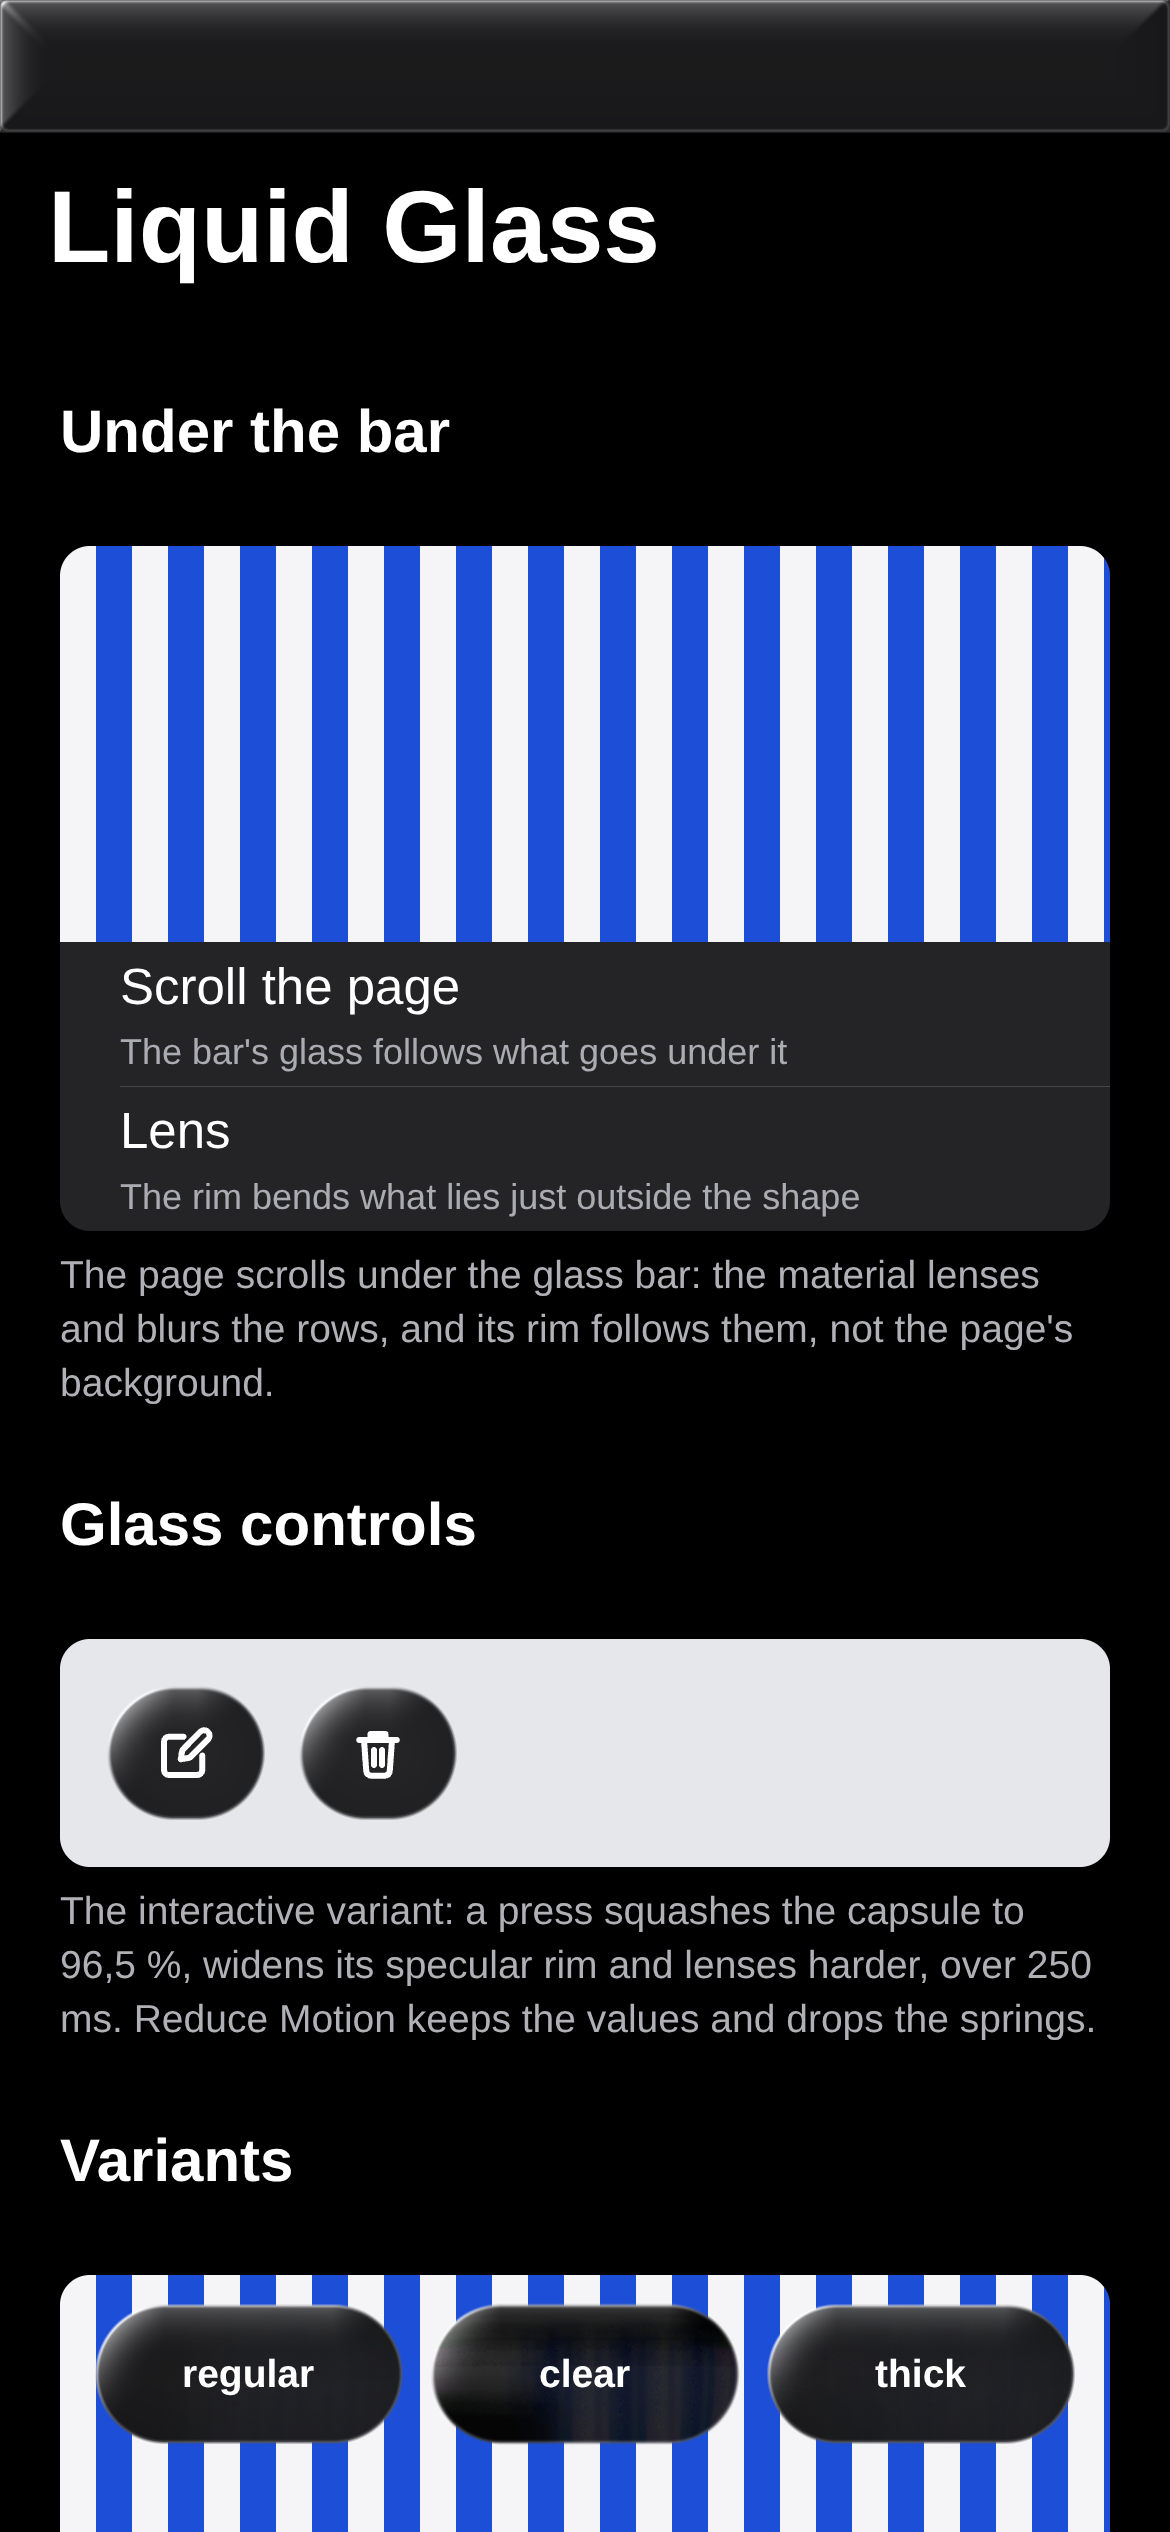 Liquid Glass
Under the bar
Scroll the page
The bar's glass follows what goes under it
Lens
The rim bends what lies just outside the shape
The page scrolls under the glass bar: the material lenses
and blurs the rows, and its rim follows them, not the page's
background.
Glass controls
The interactive variant: a press squashes the capsule to
96,5 %, widens its specular rim and lenses harder, over 250
ms. Reduce Motion keeps the values and drops the springs.
Variants
regular
clear
thick